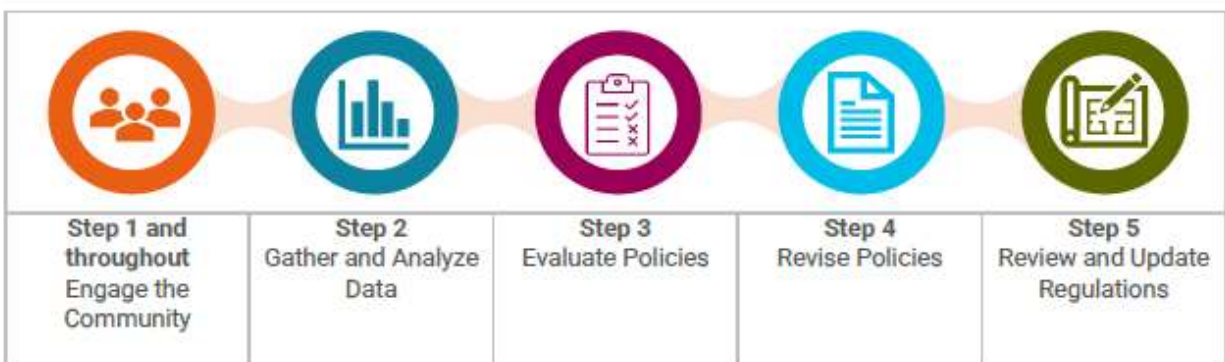 Step 1 and
throughout
Engage the
Community
Step 2
Gather and Analyze
Data
Step 3
Evaluate Policies
Step 4
Revise Policies
Step 5
Review and Update
Regulations